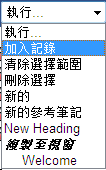 執行...
執行...
加入記錄
清除選擇範圍
刪除選擇
新的
新的參考筆記
New Heading
複製至視窗
Welcome